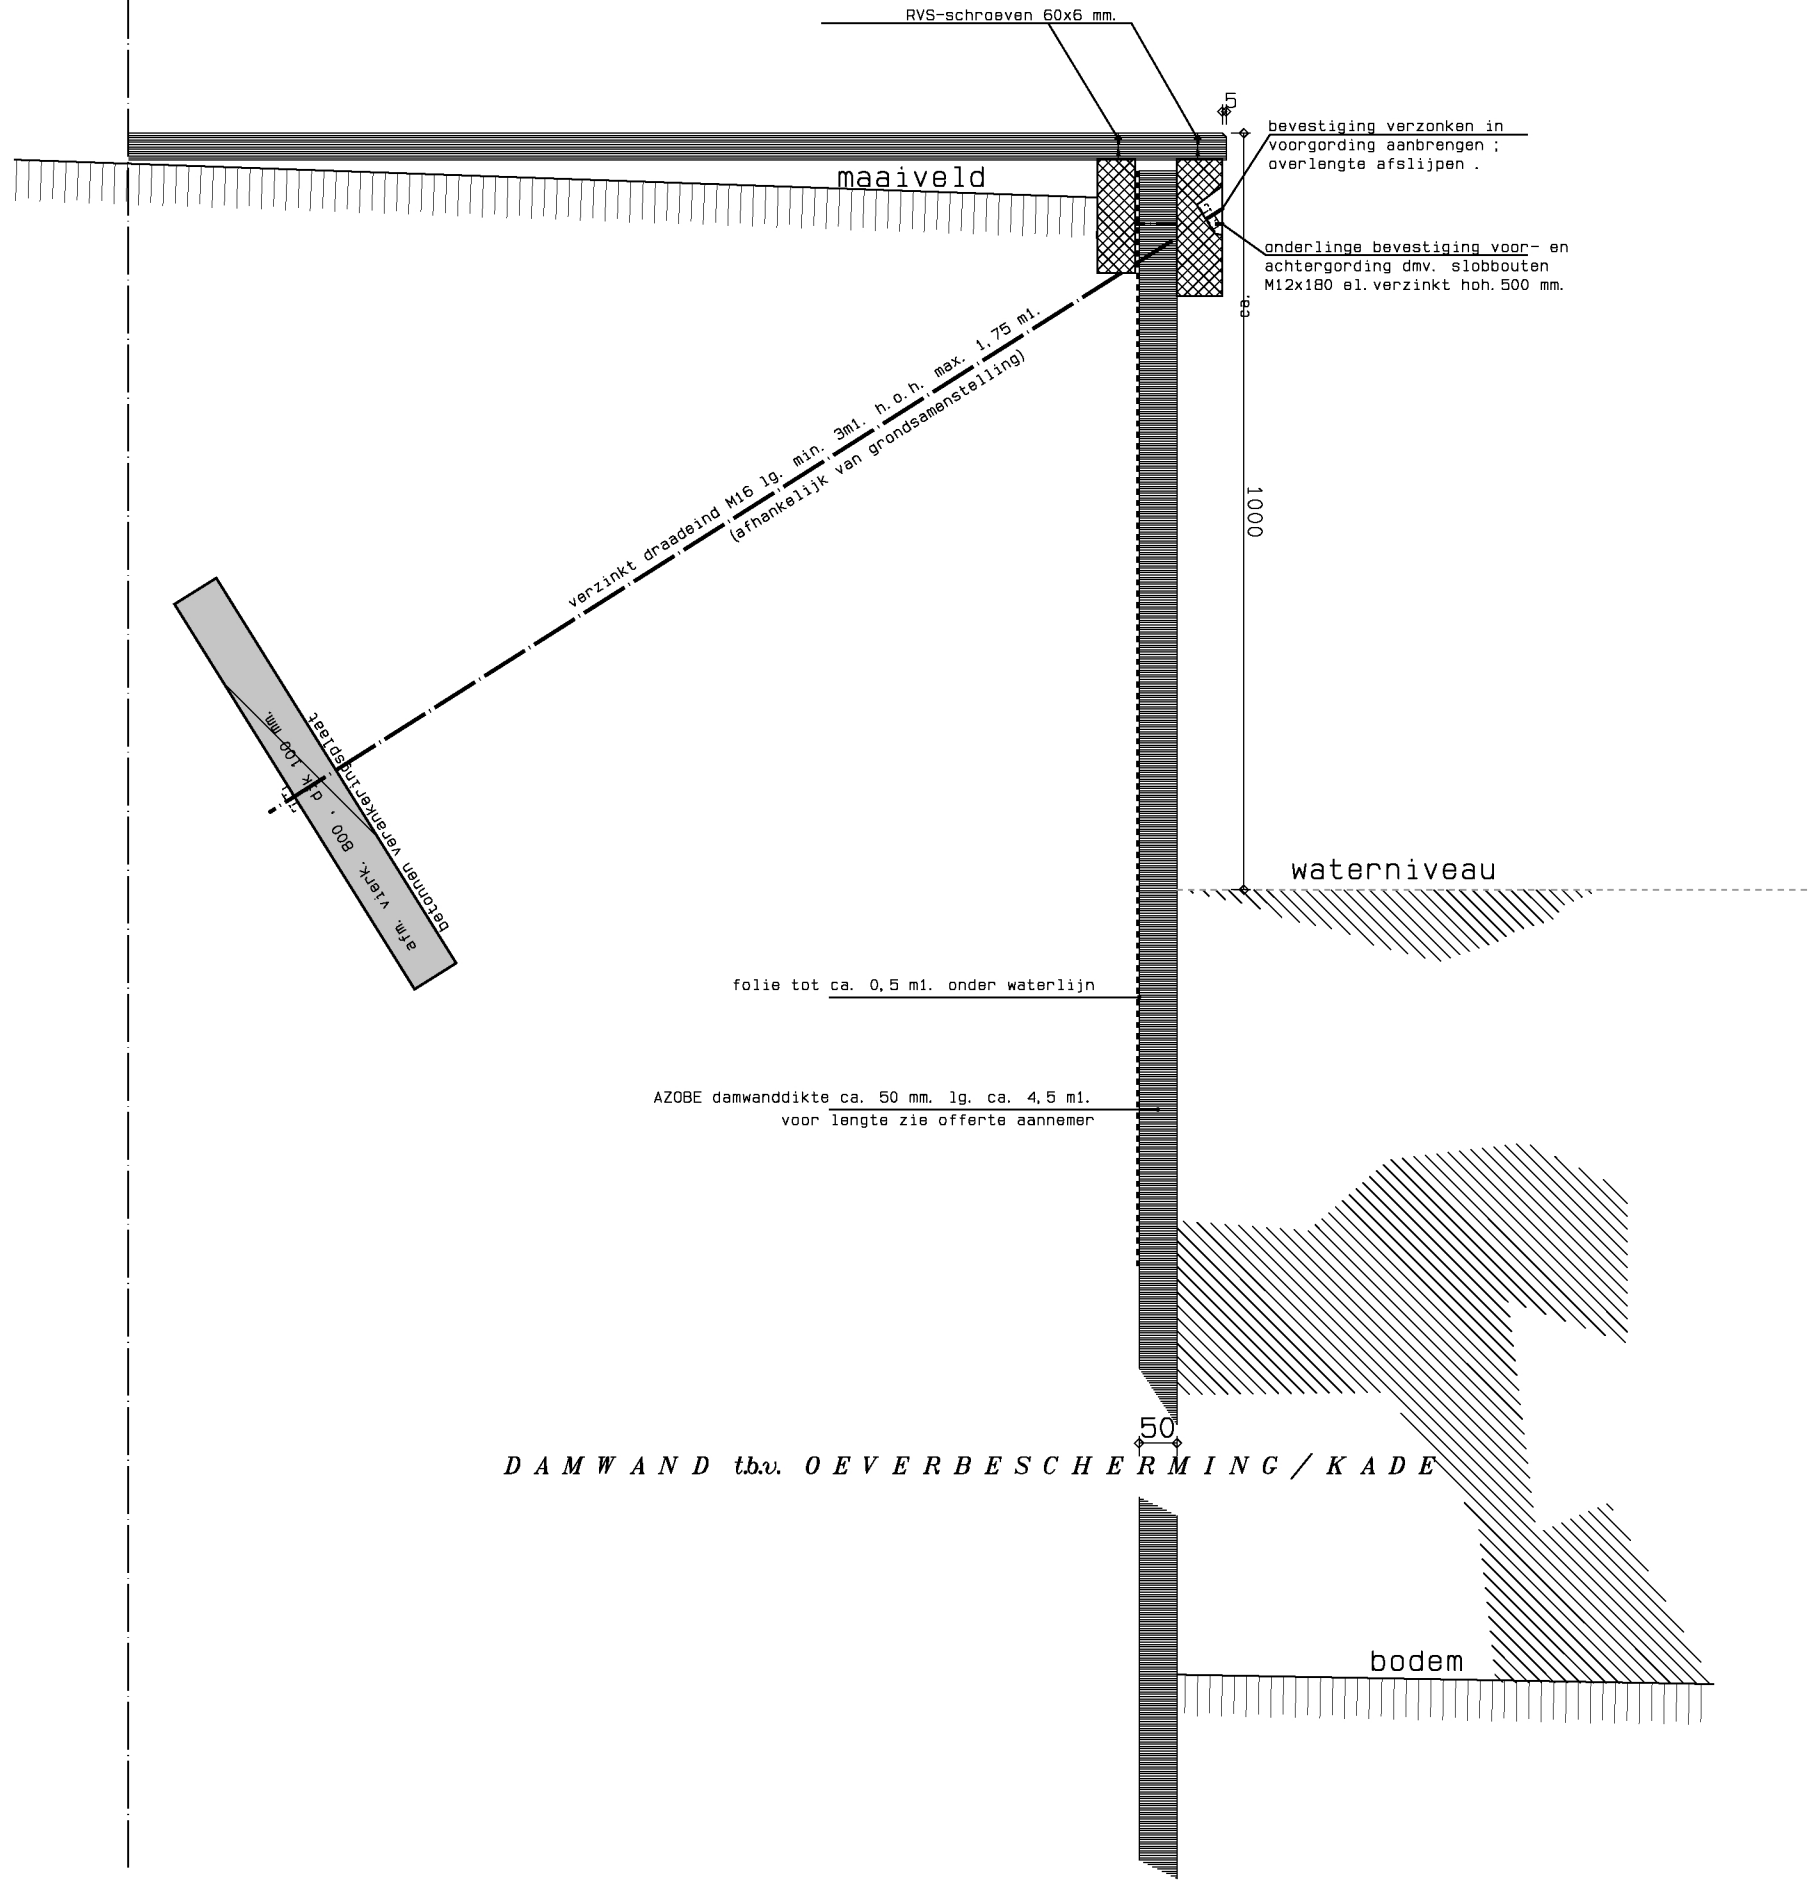 RVS-schroeven 60x6 mm.
5
bevestiging verzonken in
voorgording aanbrengen ;
overlengte afslijpen .
maaiveld
onderlinge bevestiging voor- en
achtergording dmv. slobbouten
M12x180 el.verzinkt hoh.500 mm.
ca.
1000
verzinkt draadeind M16 lg. min. 3m1. h.o.h. max. 1,75 m1.
(afhankelijk van grondsamenstelling)
betonnen verankeringsplaat
afm. vierk. 800 , dik 100 mm.
waterniveau
folie tot ca. 0,5 m1. onder waterlijn
AZOBE damwanddikte ca. 50 mm. lg. ca. 4,5 m1.
voor lengte zie offerte aannemer
50
DAMWAND t.b.v. OEVERBESCHERMING/KADE
bodem